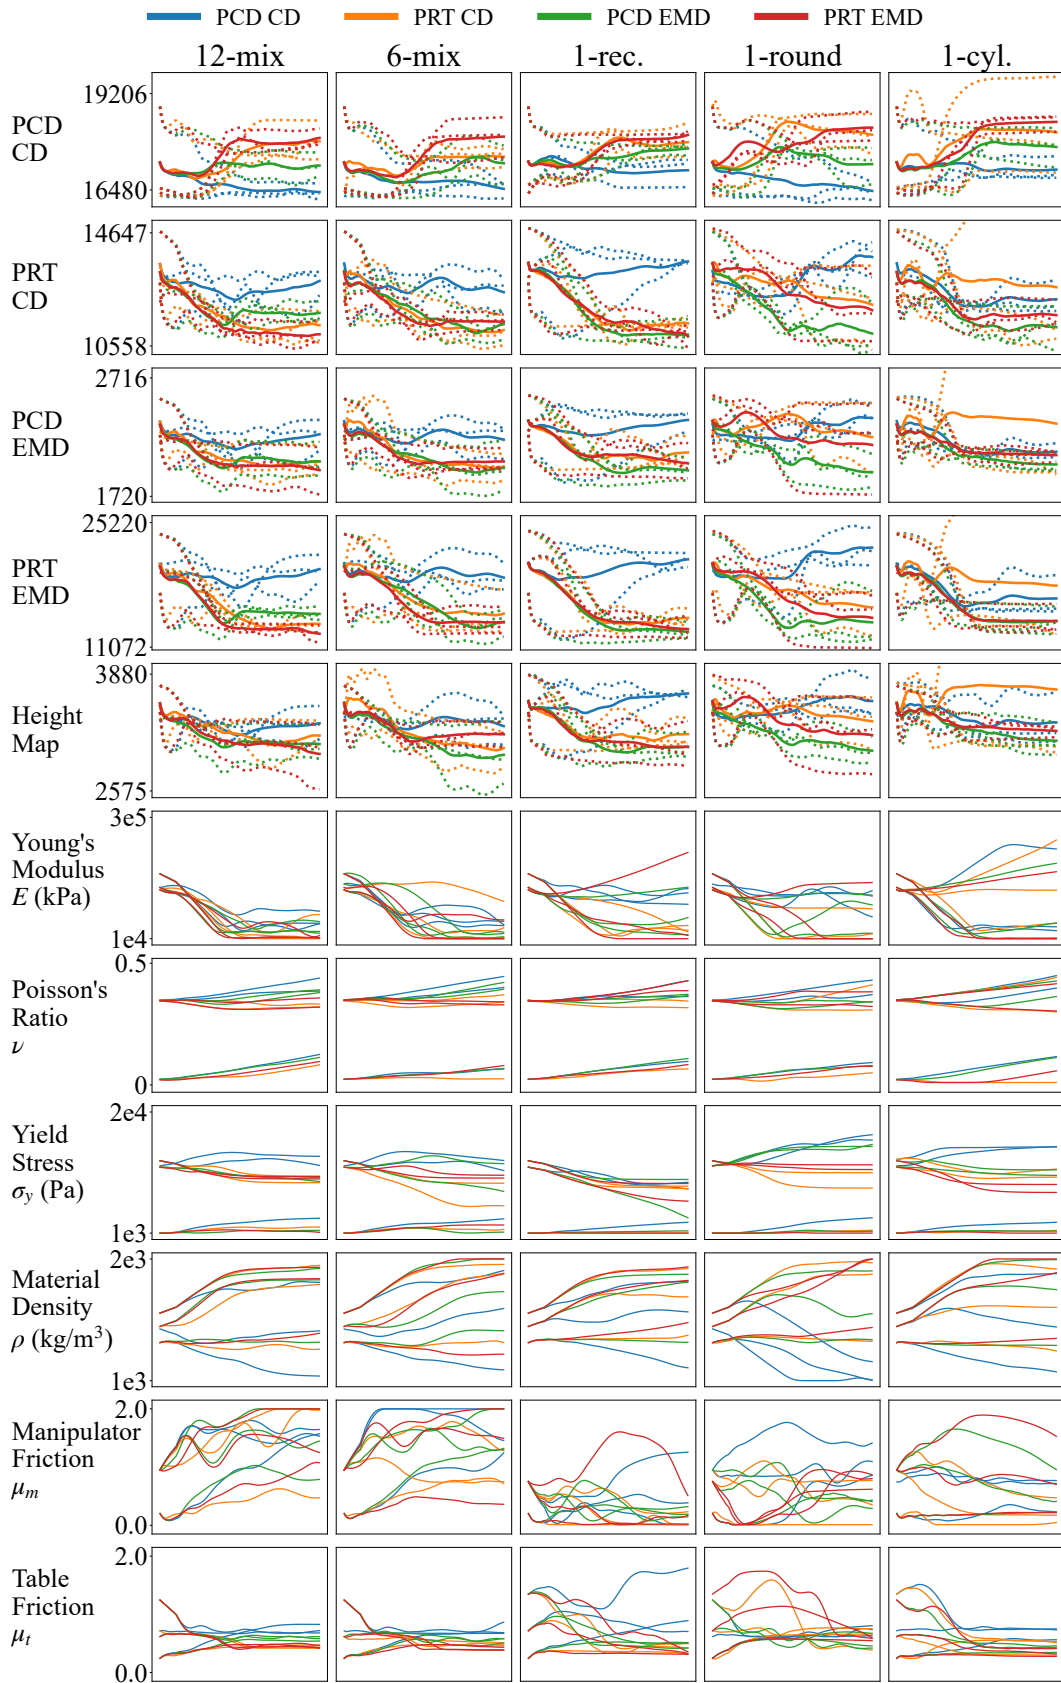 PCD CD PRT CD PCD EMD PRT EMD
12-mix 6-mix 1-rec. 1-round 1-cyl.
19206
PCD
CD
16480
14647
PRT
CD
10558
2716
PCD
EMD
1720
25220
PRT
EMD
11072
3880
Height
Map
2575
3e5
Young's
Modulus
E (kPa)
1e4
0.5
Poisson's
Ratio
ν
0
2e4
Yield
Stress
σy (Pa)
1e3
2e3
Material
Density
ρ (kg/m³)
1e3
2.0
Manipulator
Friction
μm
0.0
2.0
Table
Friction
μt
0.0